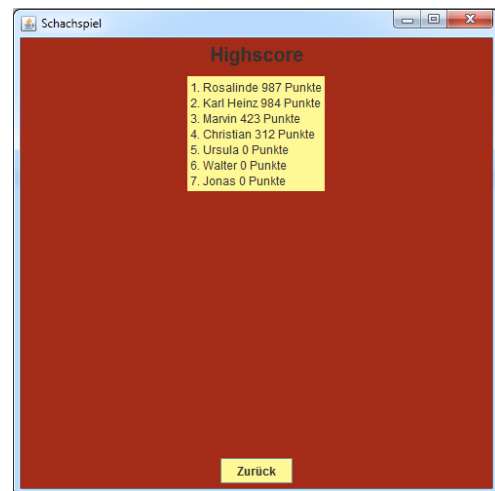 Schachspiel
Highscore
1. Rosalinde 987 Punkte
2. Karl Heinz 984 Punkte
3. Marvin 423 Punkte
4. Christian 312 Punkte
5. Ursula 0 Punkte
6. Walter 0 Punkte
7. Jonas 0 Punkte
Zurück